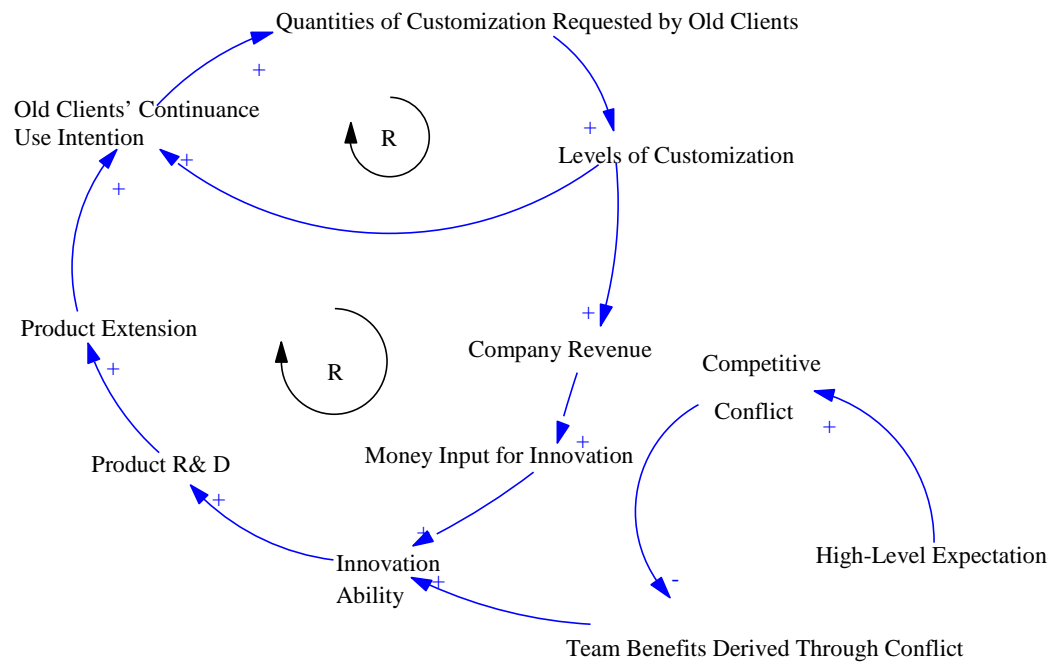 Quantities of Customization Requested by Old Clients
+
Old Clients’ Continuance
Use Intention
R
+
Levels of Customization
+
+
Product Extension
+
Company Revenue
R
Competitive
Conflict
+
+
+
Money Input for Innovation
Product R& D
+
+
Innovation
Ability
+
-
High-Level Expectation
Team Benefits Derived Through Conflict